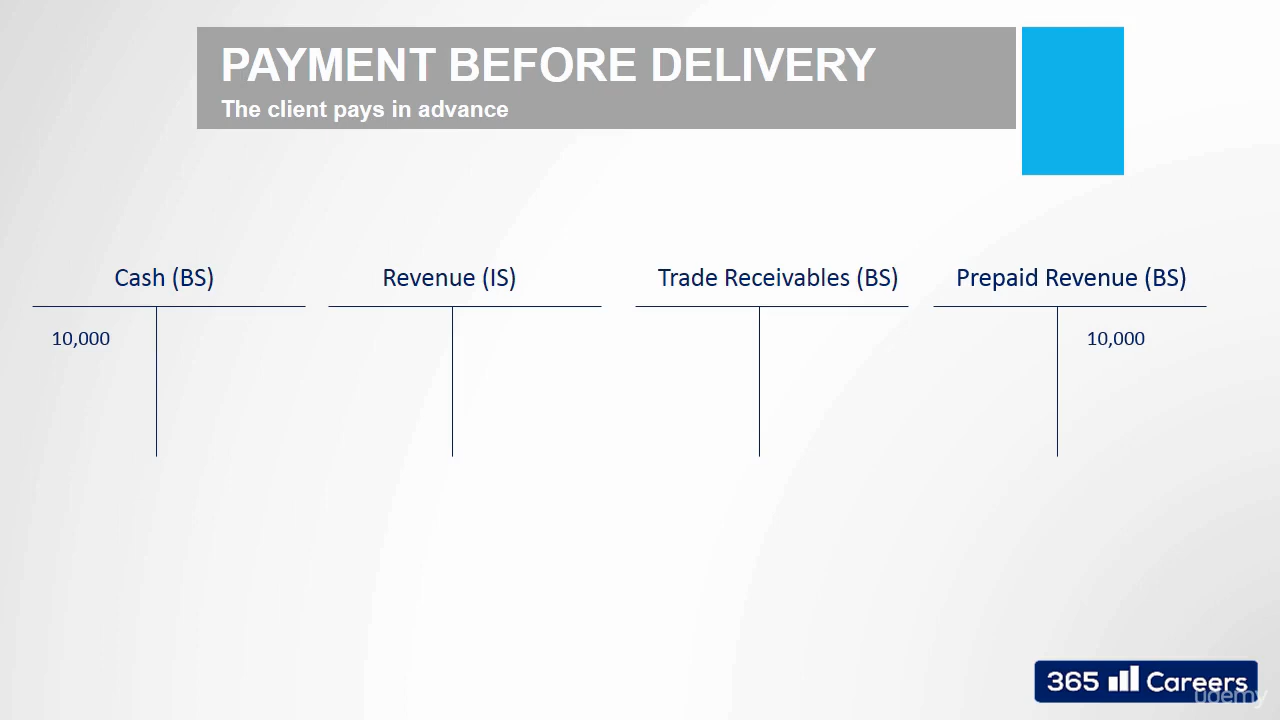 PAYMENT BEFORE DELIVERY
The client pays in advance
Cash (BS) Revenue (IS) Trade Receivables (BS) Prepaid Revenue (BS)
10,000 10,000
365 Careers
udemy